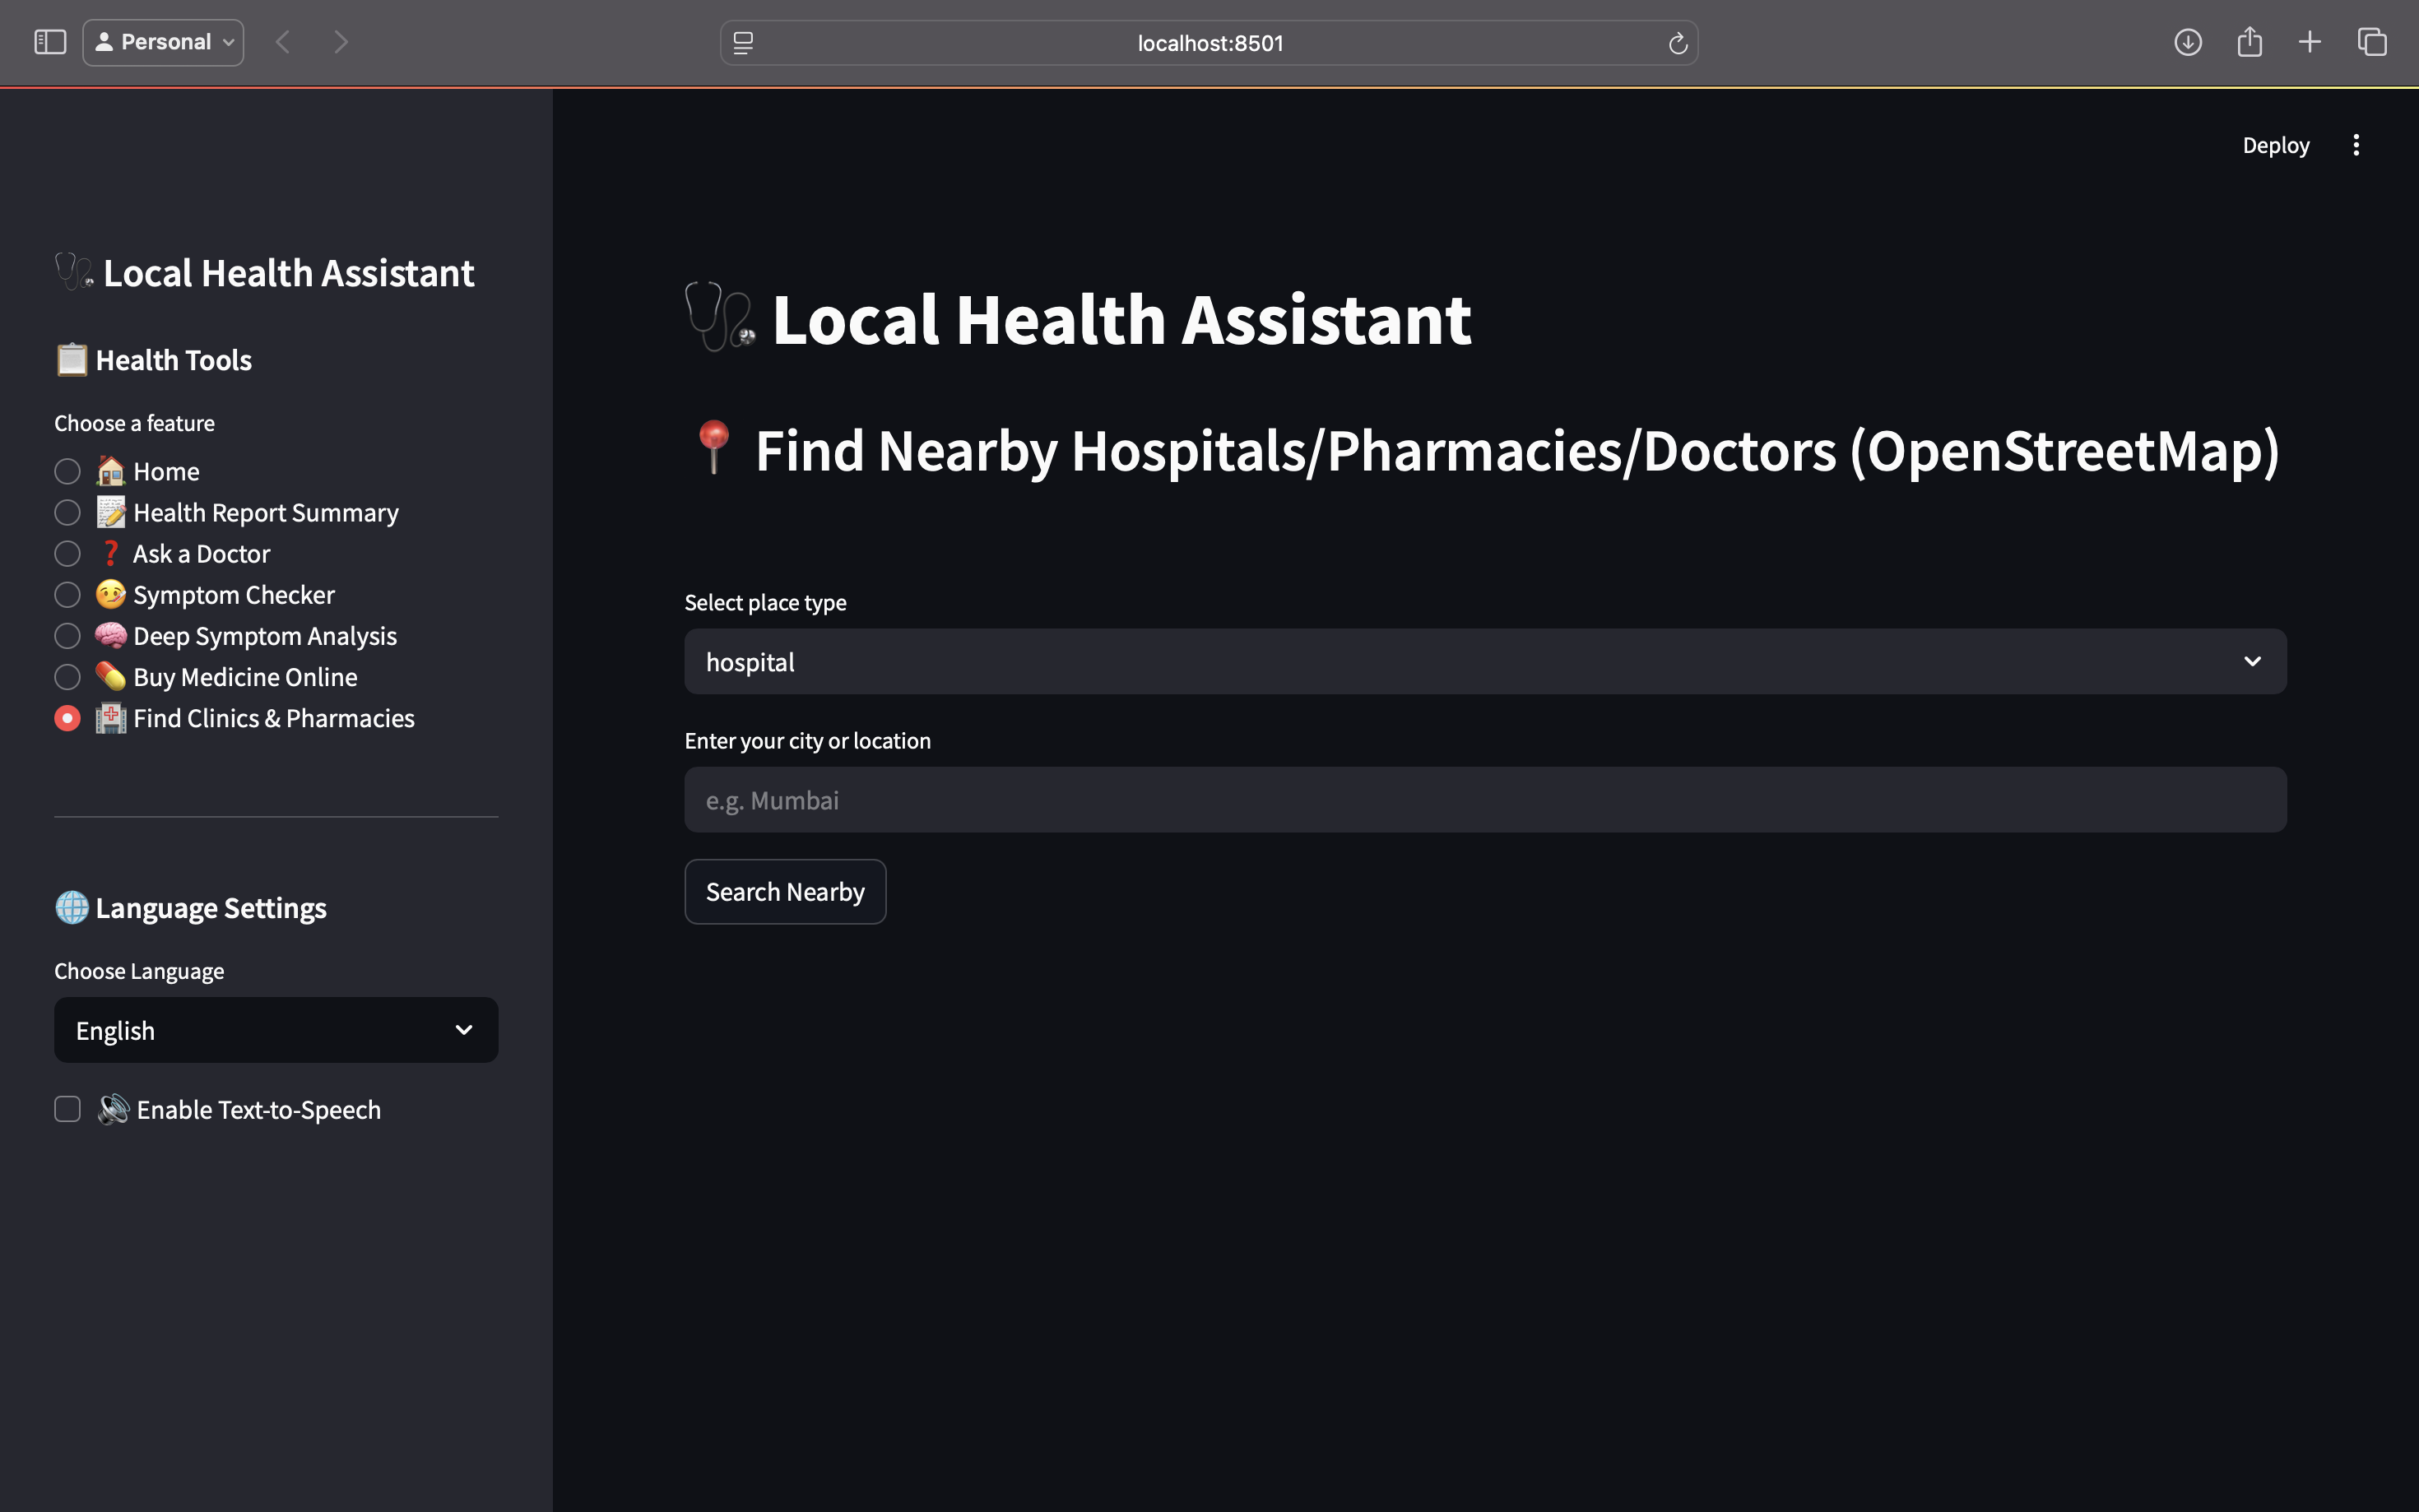 Personal
localhost:8501
Deploy
🩺 Local Health Assistant
📋 Health Tools
Choose a feature
🏠 Home
📝 Health Report Summary
❓ Ask a Doctor
🤒 Symptom Checker
🧠 Deep Symptom Analysis
💊 Buy Medicine Online
🏥 Find Clinics & Pharmacies
🌐 Language Settings
Choose Language
English
🔊 Enable Text-to-Speech
🩺 Local Health Assistant
📍 Find Nearby Hospitals/Pharmacies/Doctors (OpenStreetMap)
Select place type
hospital
Enter your city or location
e.g. Mumbai
Search Nearby